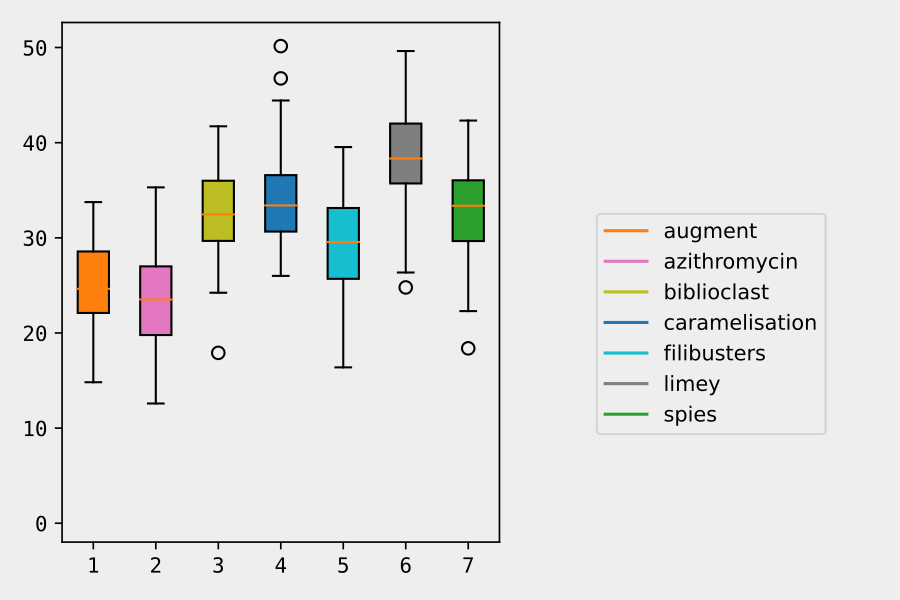 50
40
30
20
10
0
1 2 3 4 5 6 7
augment
azithromycin
biblioclast
caramelisation
filibusters
limey
spies